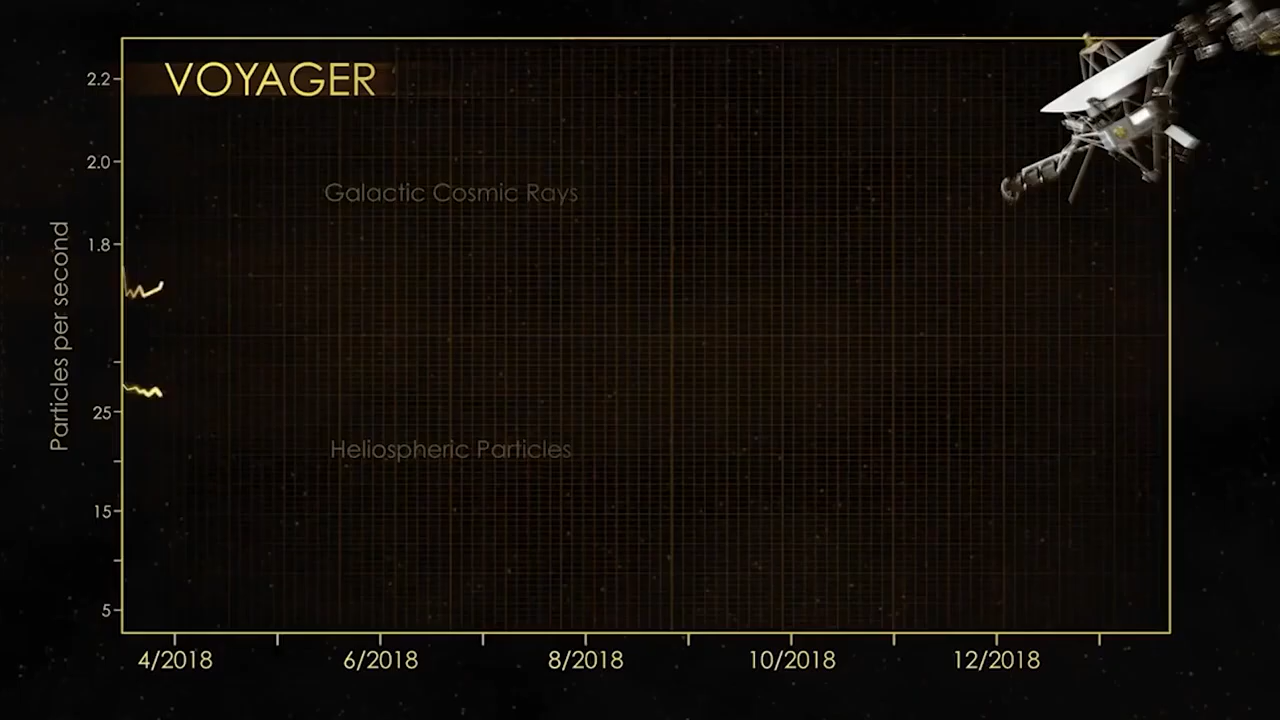 VOYAGER
2.2
2.0
Galactic Cosmic Rays
1.8
Particles per second
25
Heliospheric Particles
15
5
4/2018 6/2018 8/2018 10/2018 12/2018